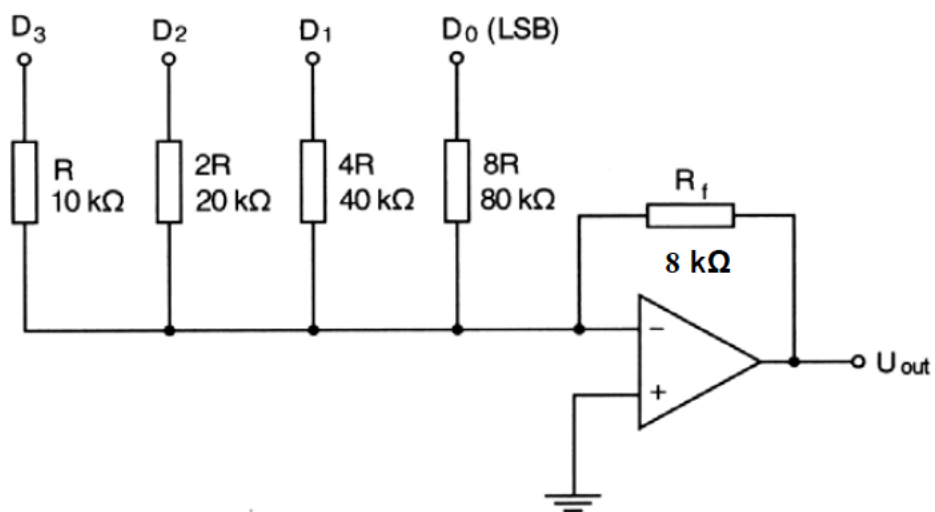 D3 D2 D1 D0 (LSB)
R 2R 4R 8R
10 kΩ 20 kΩ 40 kΩ 80 kΩ
Rf
8 kΩ
−
+
Uout